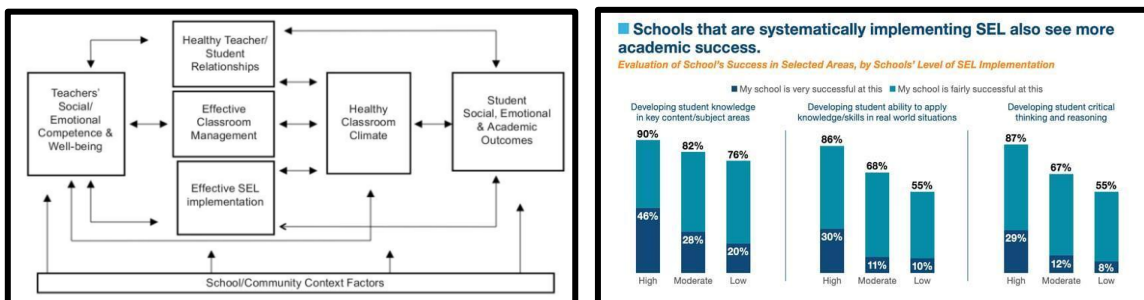 Healthy Teacher/
Student
Relationships
Teachers'
Social/
Emotional
Competence &
Well-being
Effective
Classroom
Management
Healthy
Classroom
Climate
Student
Social, Emotional
& Academic
Outcomes
Effective SEL
implementation
School/Community Context Factors
Schools that are systematically implementing SEL also see more
academic success.
Evaluation of School's Success in Selected Areas, by Schools' Level of SEL Implementation
My school is very successful at this My school is fairly successful at this
Developing student knowledge
in key content/subject areas
90%
82%
76%
46%
28%
20%
High Moderate Low
Developing student ability to apply
knowledge/skills in real world situations
86%
68%
55%
30%
11%
10%
High Moderate Low
Developing student critical
thinking and reasoning
87%
67%
55%
29%
12%
8%
High Moderate Low